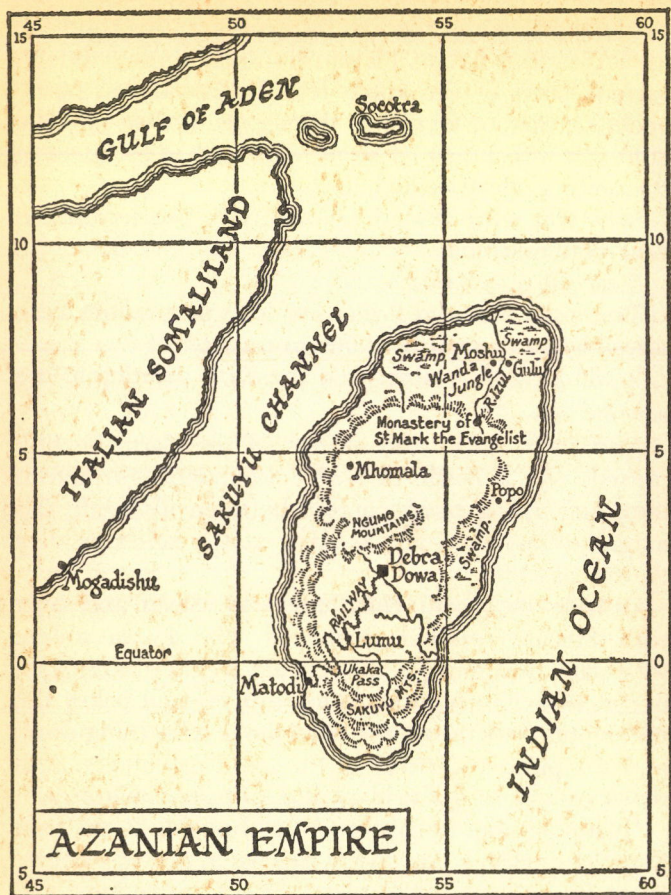 45 50 55 60
15 15
GULF OF ADEN
Socotra
ITALIAN SOMALILAND
10 10
SAKUYU CHANNEL
Swamp
Moshu
Swamp
Wanda
Jungle
Rizul
Gulu
Monastery of
St. Mark the Evangelist
5 5
Mhomala
Popo
NGUMO
MOUNTAINS
Swamp.
Debra
Dowa
Mogadishu
RAILWAY
INDIAN OCEAN
Lumu
Equator
0 0
Ukaka
Pass
Matodi
SAKUYU MTS.
AZANIAN EMPIRE
5 5
45 50 55 60